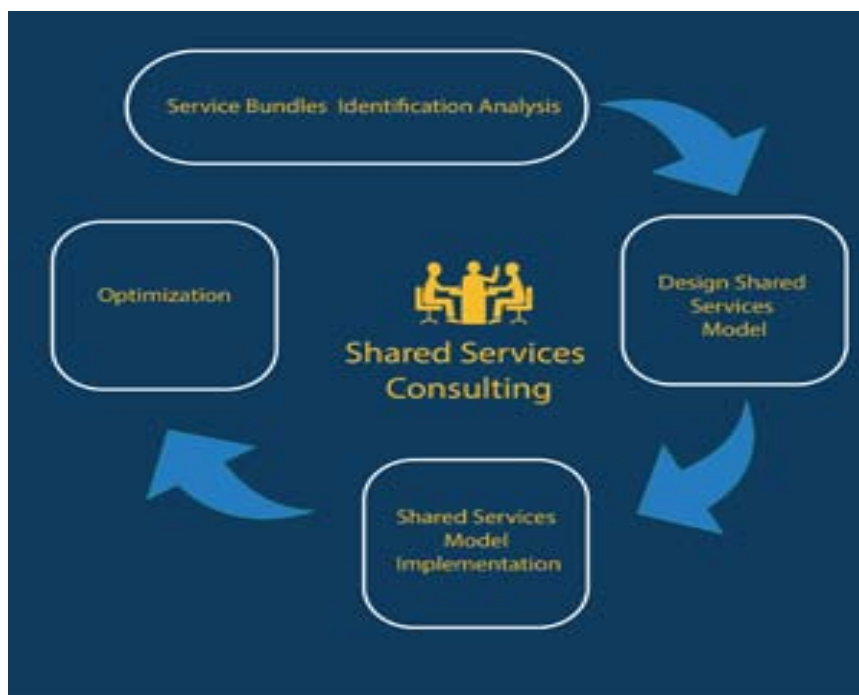 Service Bundles Identification Analysis
Design Shared
Services
Model
Optimization
Shared Services
Consulting
Shared Services
Model
Implementation